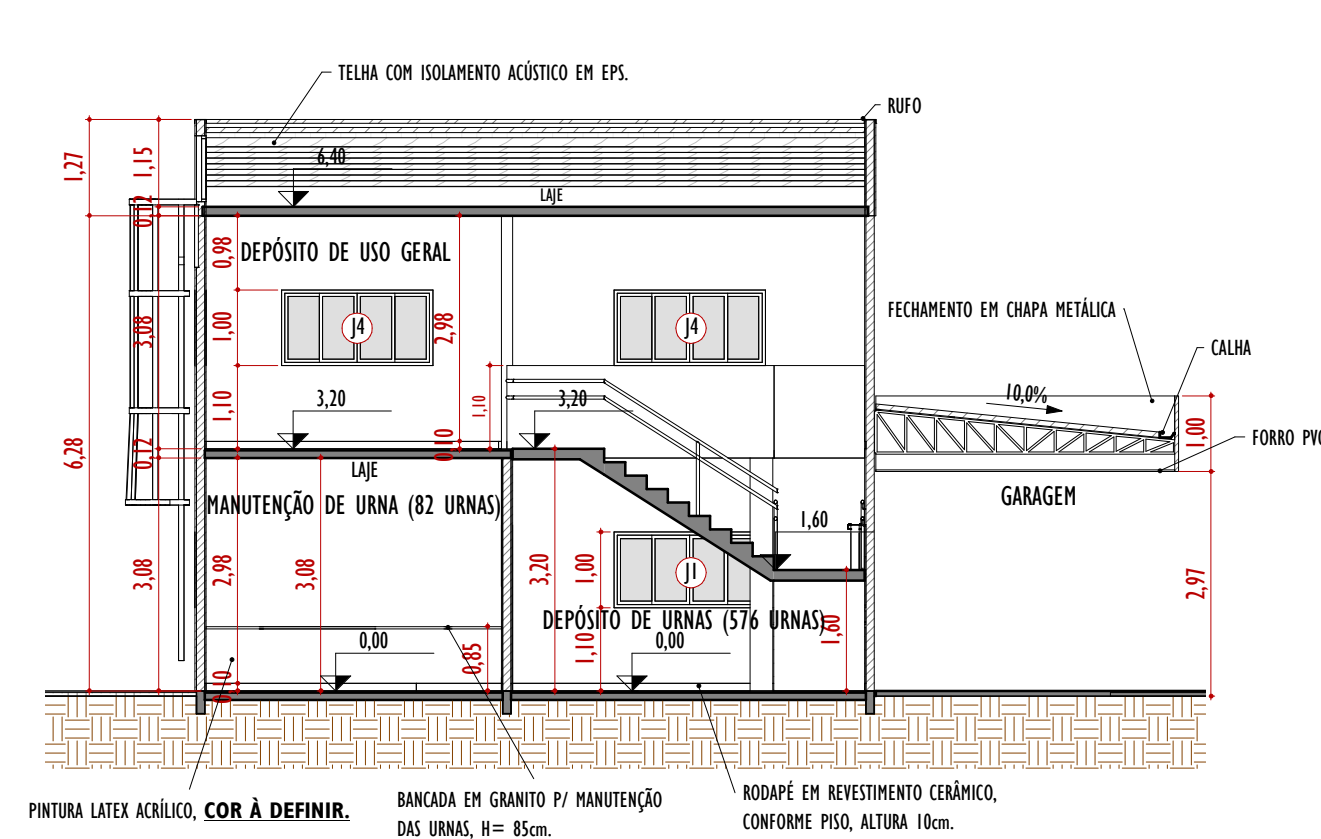 TELHA COM ISOLAMENTO ACÚSTICO EM EPS.
RUFO
1,27
1,15
6,40
LAJE
0,12
0,98
DEPÓSITO DE USO GERAL
FECHAMENTO EM CHAPA METÁLICA
J4
J4
CALHA
3,08
1,00
2,98
10,0%
1,10
3,20
1,10
3,20
1,00
FORRO PVC
6,28
0,12
0,10
LAJE
MANUTENÇÃO DE URNA (82 URNAS)
GARAGEM
1,60
3,08
2,98
3,08
3,20
1,00
J1
2,97
DEPÓSITO DE URNAS (576 URNAS)
1,60
0,00
0,85
1,10
0,00
0,10
PINTURA LATEX ACRÍLICO, COR À DEFINIR.
BANCADA EM GRANITO P/ MANUTENÇÃO
DAS URNAS, H= 85cm.
RODAPÉ EM REVESTIMENTO CERÂMICO,
CONFORME PISO, ALTURA 10cm.